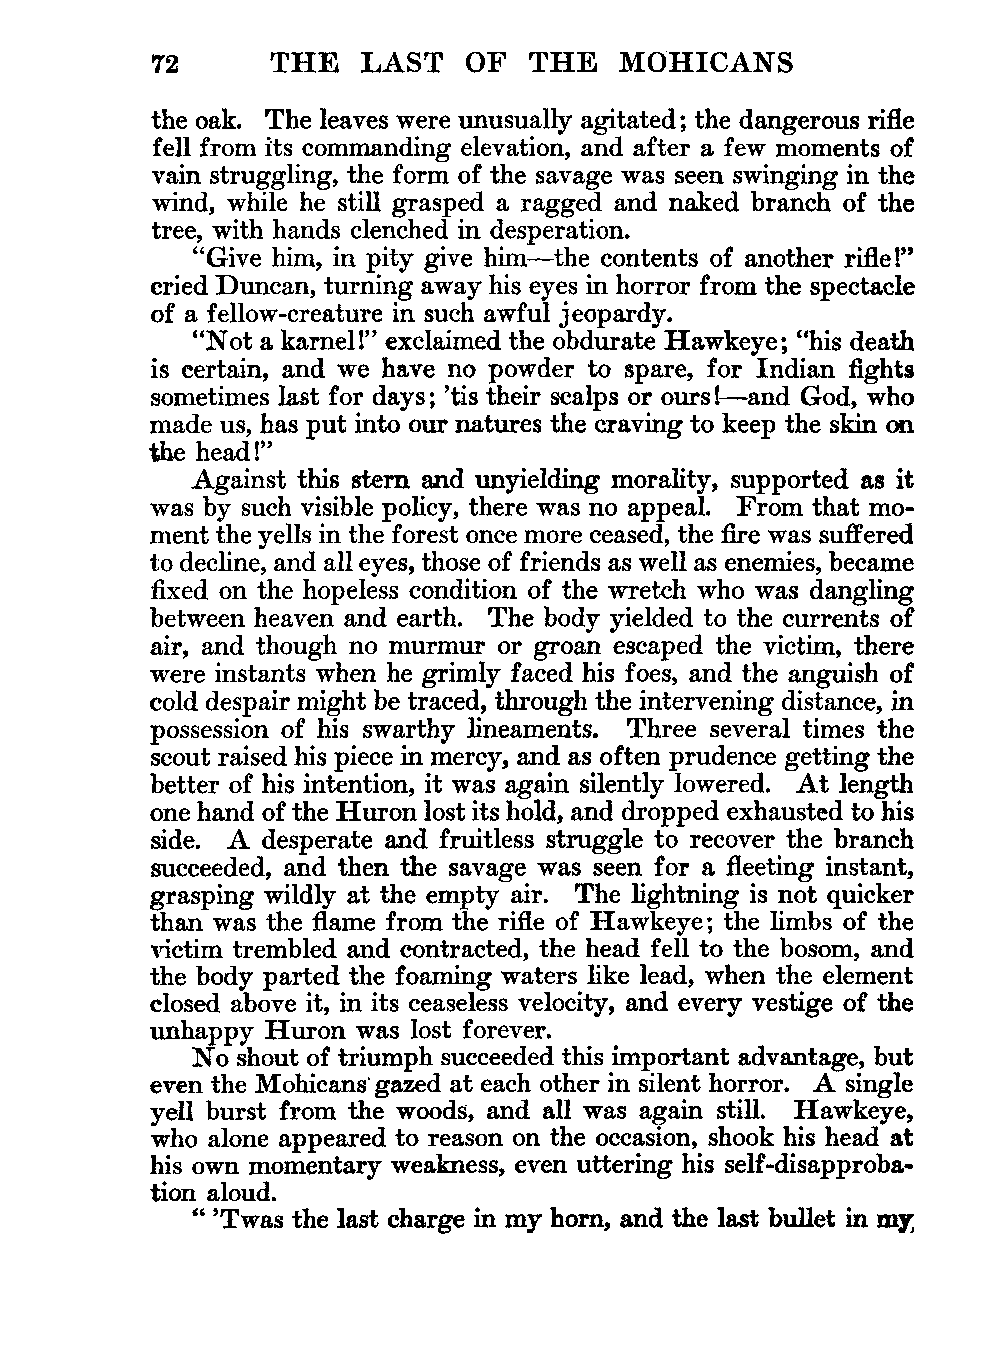 72 THE LAST OF THE MOHICANS
the oak. The leaves were unusually agitated; the dangerous rifle
fell from its commanding elevation, and after a few moments of
vain struggling, the form of the savage was seen swinging in the
wind, while he still grasped a ragged and naked branch of the
tree, with hands clenched in desperation.
“Give him, in pity give him—the contents of another rifle!”
cried Duncan, turning away his eyes in horror from the spectacle
of a fellow-creature in such awful jeopardy.
“Not a karnel!” exclaimed the obdurate Hawkeye; “his death
is certain, and we have no powder to spare, for Indian fights
sometimes last for days; ’tis their scalps or ours!—and God, who
made us, has put into our natures the craving to keep the skin on
the head!”
Against this stern and unyielding morality, supported as it
was by such visible policy, there was no appeal. From that mo-
ment the yells in the forest once more ceased, the fire was suffered
to decline, and all eyes, those of friends as well as enemies, became
fixed on the hopeless condition of the wretch who was dangling
between heaven and earth. The body yielded to the currents of
air, and though no murmur or groan escaped the victim, there
were instants when he grimly faced his foes, and the anguish of
cold despair might be traced, through the intervening distance, in
possession of his swarthy lineaments. Three several times the
scout raised his piece in mercy, and as often prudence getting the
better of his intention, it was again silently lowered. At length
one hand of the Huron lost its hold, and dropped exhausted to his
side. A desperate and fruitless struggle to recover the branch
succeeded, and then the savage was seen for a fleeting instant,
grasping wildly at the empty air. The lightning is not quicker
than was the flame from the rifle of Hawkeye; the limbs of the
victim trembled and contracted, the head fell to the bosom, and
the body parted the foaming waters like lead, when the element
closed above it, in its ceaseless velocity, and every vestige of the
unhappy Huron was lost forever.
No shout of triumph succeeded this important advantage, but
even the Mohicans gazed at each other in silent horror. A single
yell burst from the woods, and all was again still. Hawkeye,
who alone appeared to reason on the occasion, shook his head at
his own momentary weakness, even uttering his self-disapproba-
tion aloud.
“ ’Twas the last charge in my horn, and the last bullet in my